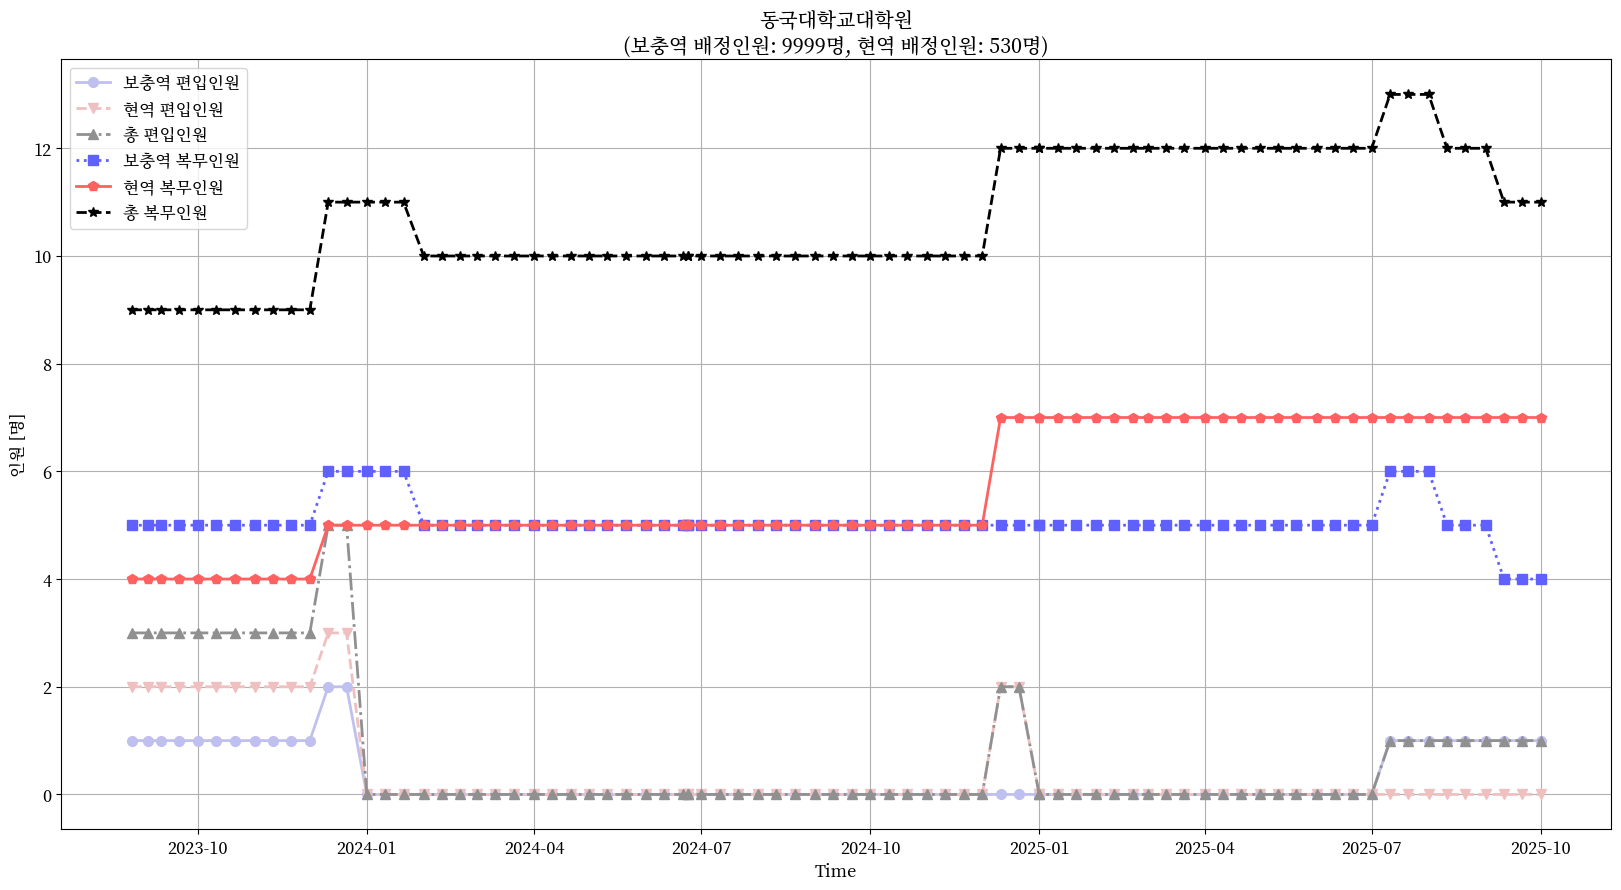 동국대학교대학원
(보충역 배정인원: 9999명, 현역 배정인원: 530명)
보충역 편입인원
현역 편입인원
총 편입인원
보충역 복무인원
현역 복무인원
총 복무인원
12
10
8
6
4
2
0
인원 [명]
2023-10
2024-01
2024-04
2024-07
2024-10
2025-01
2025-04
2025-07
2025-10
Time